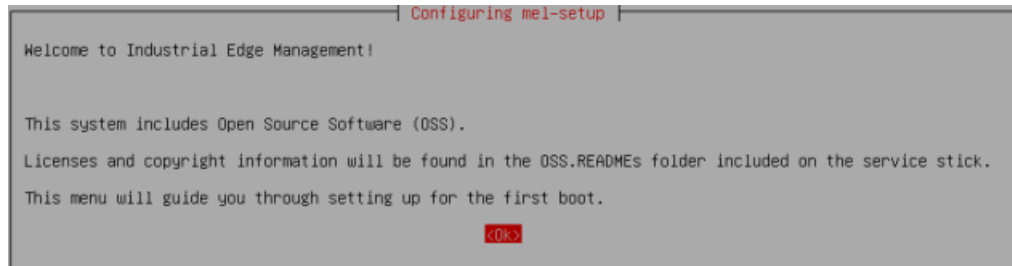 Configuring mel-setup
Welcome to Industrial Edge Management!
This system includes Open Source Software (OSS).
Licenses and copyright information will be found in the OSS.READMEs folder included on the service stick.
This menu will guide you through setting up for the first boot.
<Ok>